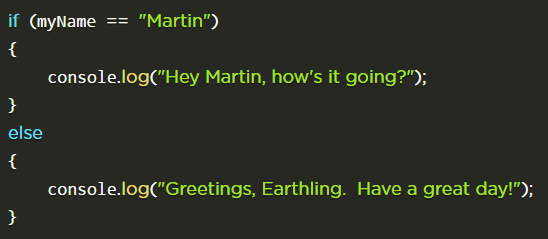 if (myName == "Martin")
{
    console.log("Hey Martin, how's it going?");
}
else
{
    console.log("Greetings, Earthling.  Have a great day!");
}